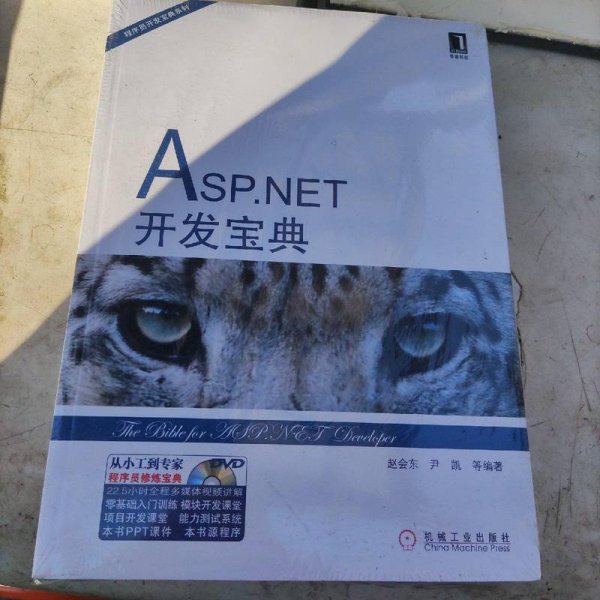 程序员开发宝典系列
华章科技
ASP.NET
开发宝典
The Bible for ASP.NET Developer
赵会东 尹 凯 等编著
从小工到专家
程序员修炼宝典
DVD
22.5小时全程多媒体视频讲解
零基础入门训练 模块开发课堂
项目开发课堂 能力测试系统
本书PPT课件 本书源程序
机械工业出版社
China Machine Press